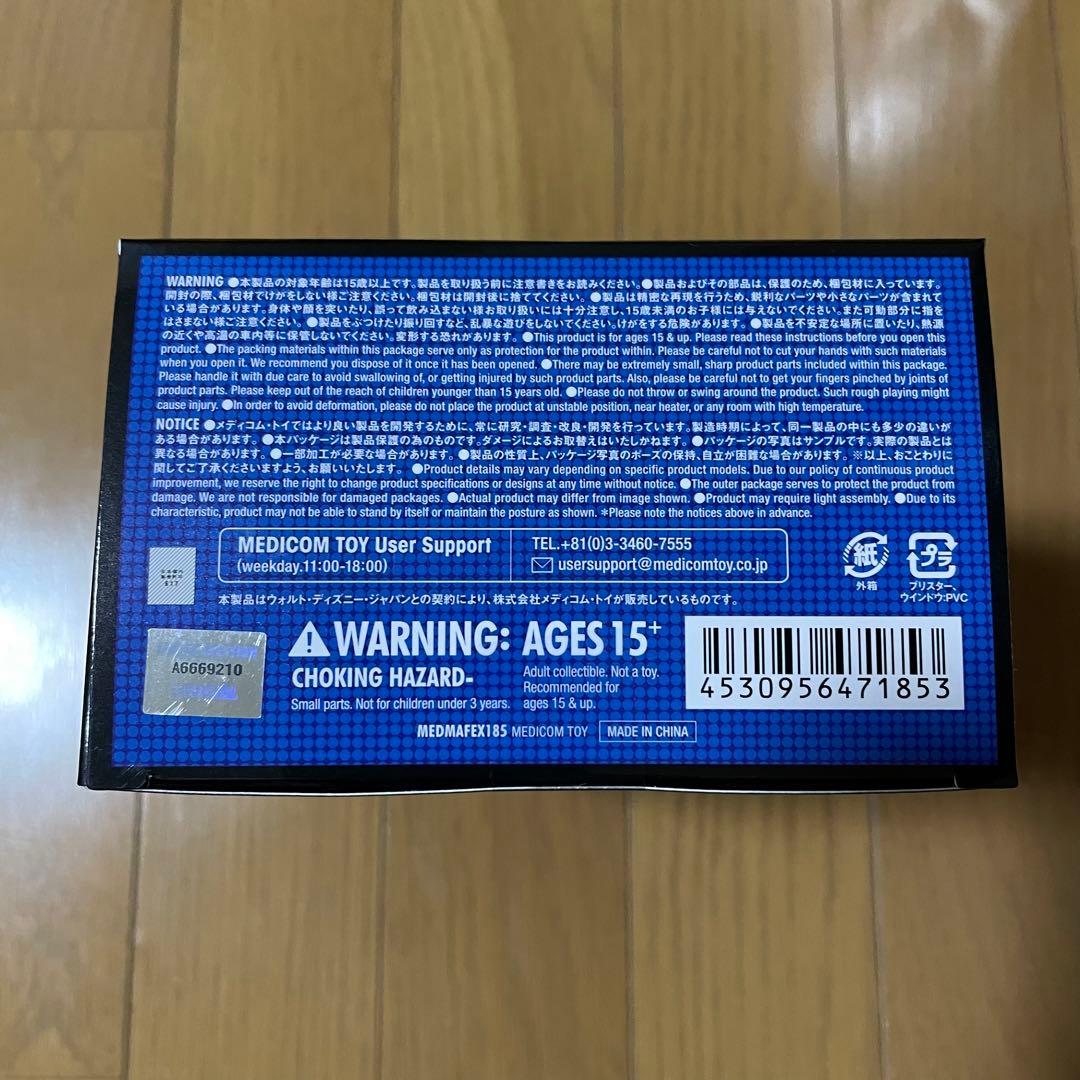 WARNING ●本製品の対象年齢は15歳以上です。製品を取り扱う前に注意書きをお読みください。 ●製品およびその部品は、保護のため、梱包材に入っています。
開封の際、梱包材でけがをしない様ご注意ください。梱包材は開封後に捨ててください。 ●製品は精密な再現を行うため、鋭利なパーツや小さなパーツが含まれて
いる場合があります。身体や顔を突いたり、誤って飲み込まない様お取り扱いには十分注意し、15歳未満のお子様には与えないでください。また可動部分に指を
はさまない様ご注意ください。 ●製品をぶつけたり振り回すなど、乱暴な遊びをしないでください。けがをする危険があります。 ●製品を不安定な場所に置いたり、熱源
の近くや高温の車内等に保管しないでください。変形する恐れがあります。 ●This product is for ages 15 & up. Please read these instructions before you open this
product. ●The packing materials within this package serve only as protection for the product within. Please be careful not to cut your hands with such materials
when you open it. We recommend you dispose of it once it has been opened. ●There may be extremely small, sharp product parts included within this package.
Please handle it with due care to avoid swallowing of, or getting injured by such product parts. Also, please be careful not to get your fingers pinched by joints of
product parts. Please keep out of the reach of children younger than 15 years old. ●Please do not throw or swing around the product. Such rough playing might
cause injury. ●In order to avoid deformation, please do not place the product at unstable position, near heater, or any room with high temperature.
NOTICE ●メディコム・トイではより良い製品を開発するために、常に研究・調査・改良・開発を行っています。製造時期によって、同一製品の中にも多少の違いが
ある場合があります。 ●本パッケージは製品保護の為のものです。ダメージによるお取替えはいたしかねます。 ●パッケージの写真はサンプルです。実際の製品とは
異なる場合があります。 ●一部加工が必要な場合があります。 ●製品の性質上、パッケージ写真のポーズの保持、自立が困難な場合があります。 ※以上、おことわりに
関してご了承くださいますよう、お願いいたします。 ●Product details may vary depending on specific product models. Due to our policy of continuous product
improvement, we reserve the right to change product specifications or designs at any time without notice. ●The outer package serves to protect the product from
damage. We are not responsible for damaged packages. ●Actual product may differ from image shown. ●Product may require light assembly. ●Due to its
characteristic, product may not be able to stand by itself or maintain the posture as shown. *Please note the notices above in advance.
MEDICOM TOY User Support
(weekday.11:00-18:00)
TEL.+81(0)3-3460-7555
usersupport@medicomtoy.co.jp
紙
外箱
プラ
ブリスター、
ウインドウ:PVC
本製品はウォルト・ディズニー・ジャパンとの契約により、株式会社メディコム・トイが販売しているものです。
A6669210
WARNING:
CHOKING HAZARD-
Small parts. Not for children under 3 years.
AGES 15+
Adult collectible. Not a toy.
Recommended for
ages 15 & up.
4530956471853
MEDMAFEX185 MEDICOM TOY MADE IN CHINA